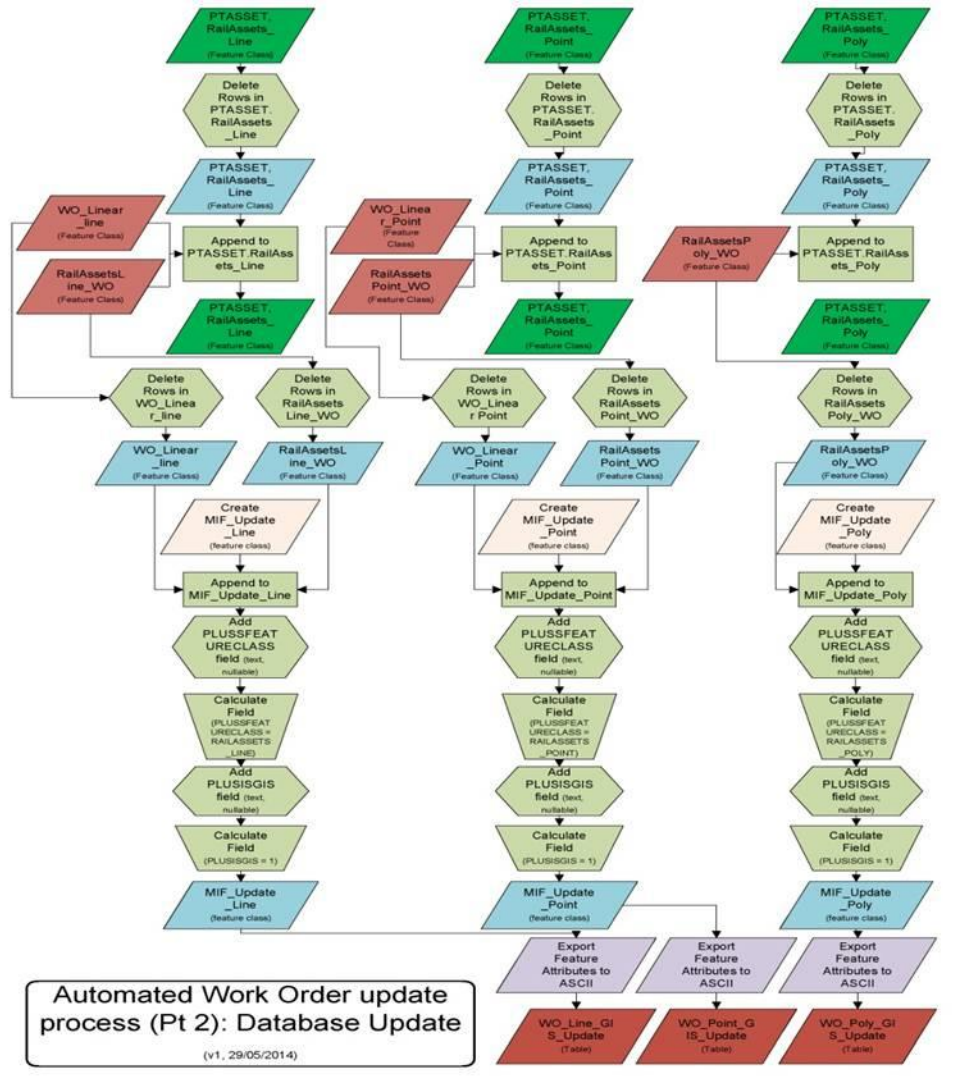 PTASSET,
RailAssets_
Line
(Feature Class)
Delete
Rows in
PTASSET.
RailAssets
_Line
PTASSET,
RailAssets_
Line
(Feature Class)
WO_Linear
_line
(Feature Class)
RailAssetsL
ine_WO
(Feature Class)
Append to
PTASSET.RailAss
ets_Line
PTASSET,
RailAssets_
Line
(Feature Class)
Delete
Rows in
WO_Linea
r_line
Delete
Rows in
RailAssets
Line_WO
WO_Linear
_line
(Feature Class)
RailAssetsL
ine_WO
(Feature Class)
Create
MIF_Update
_Line
(feature class)
Append to
MIF_Update_Line
Add
PLUSSFEAT
URECLASS
field (text,
nullable)
Calculate
Field
(PLUSSFEAT
URECLASS =
RAILASSETS
_LINE)
Add
PLUSISGIS
field (text,
nullable)
Calculate
Field
(PLUSISGIS = 1)
MIF_Update
_Line
(feature class)
PTASSET,
RailAssets_
Point
(Feature Class)
Delete
Rows in
PTASSET.
RailAssets
_Point
PTASSET,
RailAssets_
Point
(Feature Class)
WO_Linea
r_Point
(Feature
Class)
RailAssets
Point_WO
(Feature Class)
Append to
PTASSET.RailAss
ets_Point
PTASSET,
RailAssets_
Point
(Feature Class)
Delete
Rows in
WO_Linea
r Point
Delete
Rows in
RailAssets
Point_WO
WO_Linear
_Point
(Feature Class)
RailAssets
Point_WO
(Feature Class)
Create
MIF_Update
_Point
(feature class)
Append to
MIF_Update_Point
Add
PLUSSFEAT
URECLASS
field (text,
nullable)
Calculate
Field
(PLUSSFEAT
URECLASS =
RAILASSETS
_POINT)
Add
PLUSISGIS
field (text,
nullable)
Calculate
Field
(PLUSISGIS = 1)
MIF_Update
_Point
(feature class)
PTASSET,
RailAssets_
Poly
(Feature Class)
Delete
Rows in
PTASSET.
RailAssets
_Poly
PTASSET,
RailAssets_
Poly
(Feature Class)
RailAssetsP
oly_WO
(Feature Class)
Append to
PTASSET.RailAss
ets_Poly
PTASSET,
RailAssets_
Poly
(Feature Class)
Delete
Rows in
RailAssets
Poly_WO
RailAssetsP
oly_WO
(Feature Class)
Create
MIF_Update
_Poly
(feature class)
Append to
MIF_Update_Poly
Add
PLUSSFEAT
URECLASS
field (text,
nullable)
Calculate
Field
(PLUSSFEAT
URECLASS =
RAILASSETS
_POLY)
Add
PLUSISGIS
field (text,
nullable)
Calculate
Field
(PLUSISGIS = 1)
MIF_Update
_Poly
(feature class)
Export
Feature
Attributes to
ASCII
Export
Feature
Attributes to
ASCII
Export
Feature
Attributes to
ASCII
WO_Line_GI
S_Update
(Table)
WO_Point_G
IS_Update
(Table)
WO_Poly_GI
S_Update
(Table)
Automated Work Order update
process (Pt 2): Database Update
(v1, 29/05/2014)